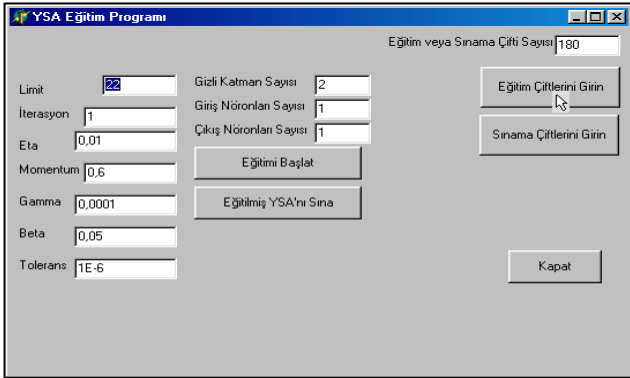 YSA Eğitim Programı
Eğitim veya Sınama Çifti Sayısı 180
Limit 22
İterasyon 1
Eta 0,01
Momentum 0,6
Gamma 0,0001
Beta 0,05
Tolerans 1E-6
Gizli Katman Sayısı 2
Giriş Nöronları Sayısı 1
Çıkış Nöronları Sayısı 1
Eğitimi Başlat
Eğitilmiş YSA'nı Sına
Eğitim Çiftlerini Girin
Sınama Çiftlerini Girin
Kapat